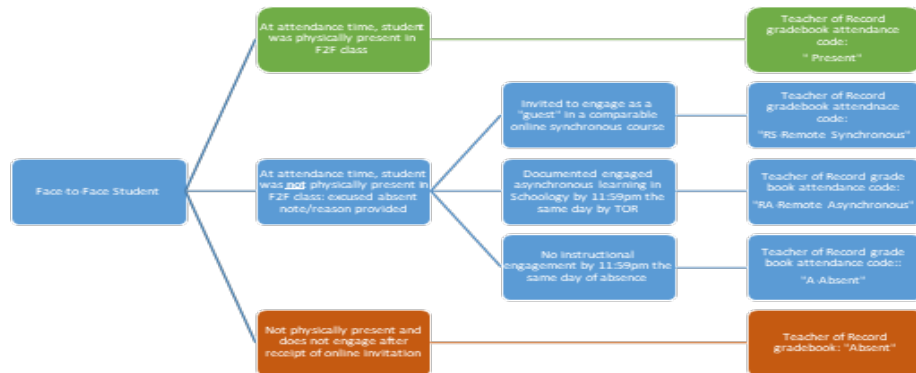 At attendance time, student
was physically present in
F2F class
Teacher of Record
gradebook attendance
code:
" Present"
Invited to engage as a
"guest" in a comparable
online synchronous course
Teacher of Record
gradebook attendnace
code:
"RS-Remote Synchronous"
Face-to-Face Student
At attendance time, student
was not physically present in
F2F class: excused absent
note/reason provided
Documented engaged
asynchronous learning in
Schoology by 11:59pm the
same day by TOR
Teacher of Record grade
book attendance code:
"RA-Remote Asynchronous"
No instructional
engagement by 11:59pm the
same day of absence
Teacher of Record grade
book attendance code::
"A-Absent"
Not physically present and
does not engage after
receipt of online invitation
Teacher of Record
gradebook: "Absent"